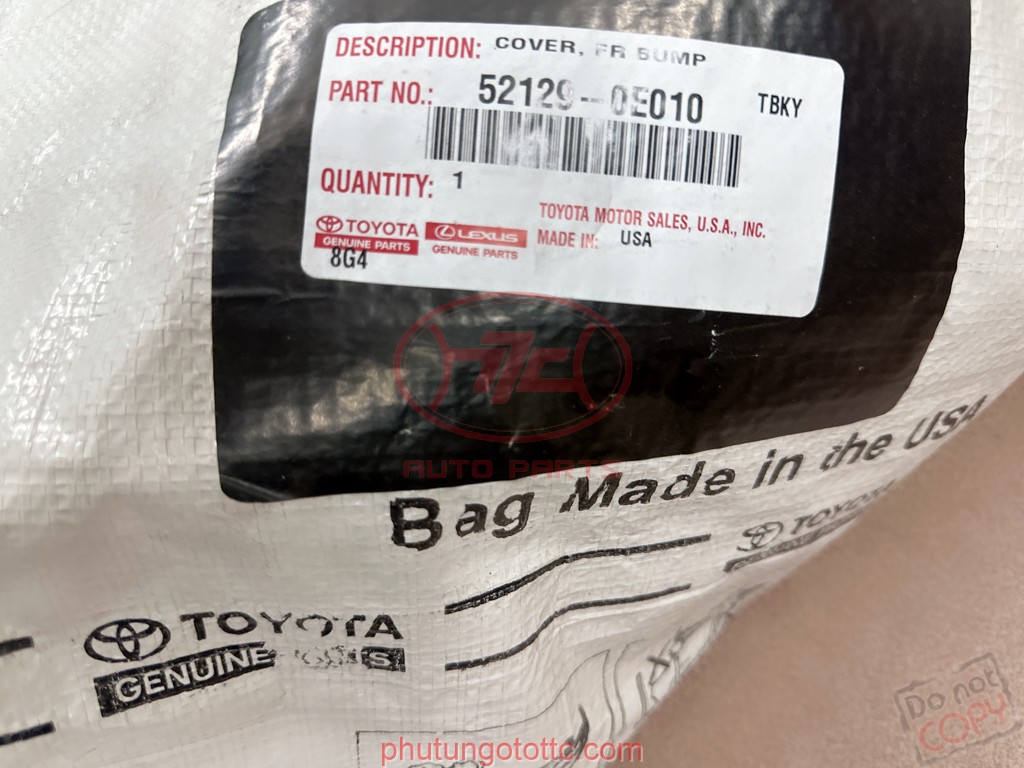 DESCRIPTION: COVER, FR BUMP
PART NO.: 52129-0E010 TBKY
QUANTITY: 1
TOYOTA
GENUINE PARTS
LEXUS
GENUINE PARTS
TOYOTA MOTOR SALES, U.S.A., INC.
MADE IN: USA
8G4
TTC
AUTO PARTS
Bag Made in the USA
TOYOTA
TOYOTA
GENUINE
phutungototтc.com
Do not
COPY